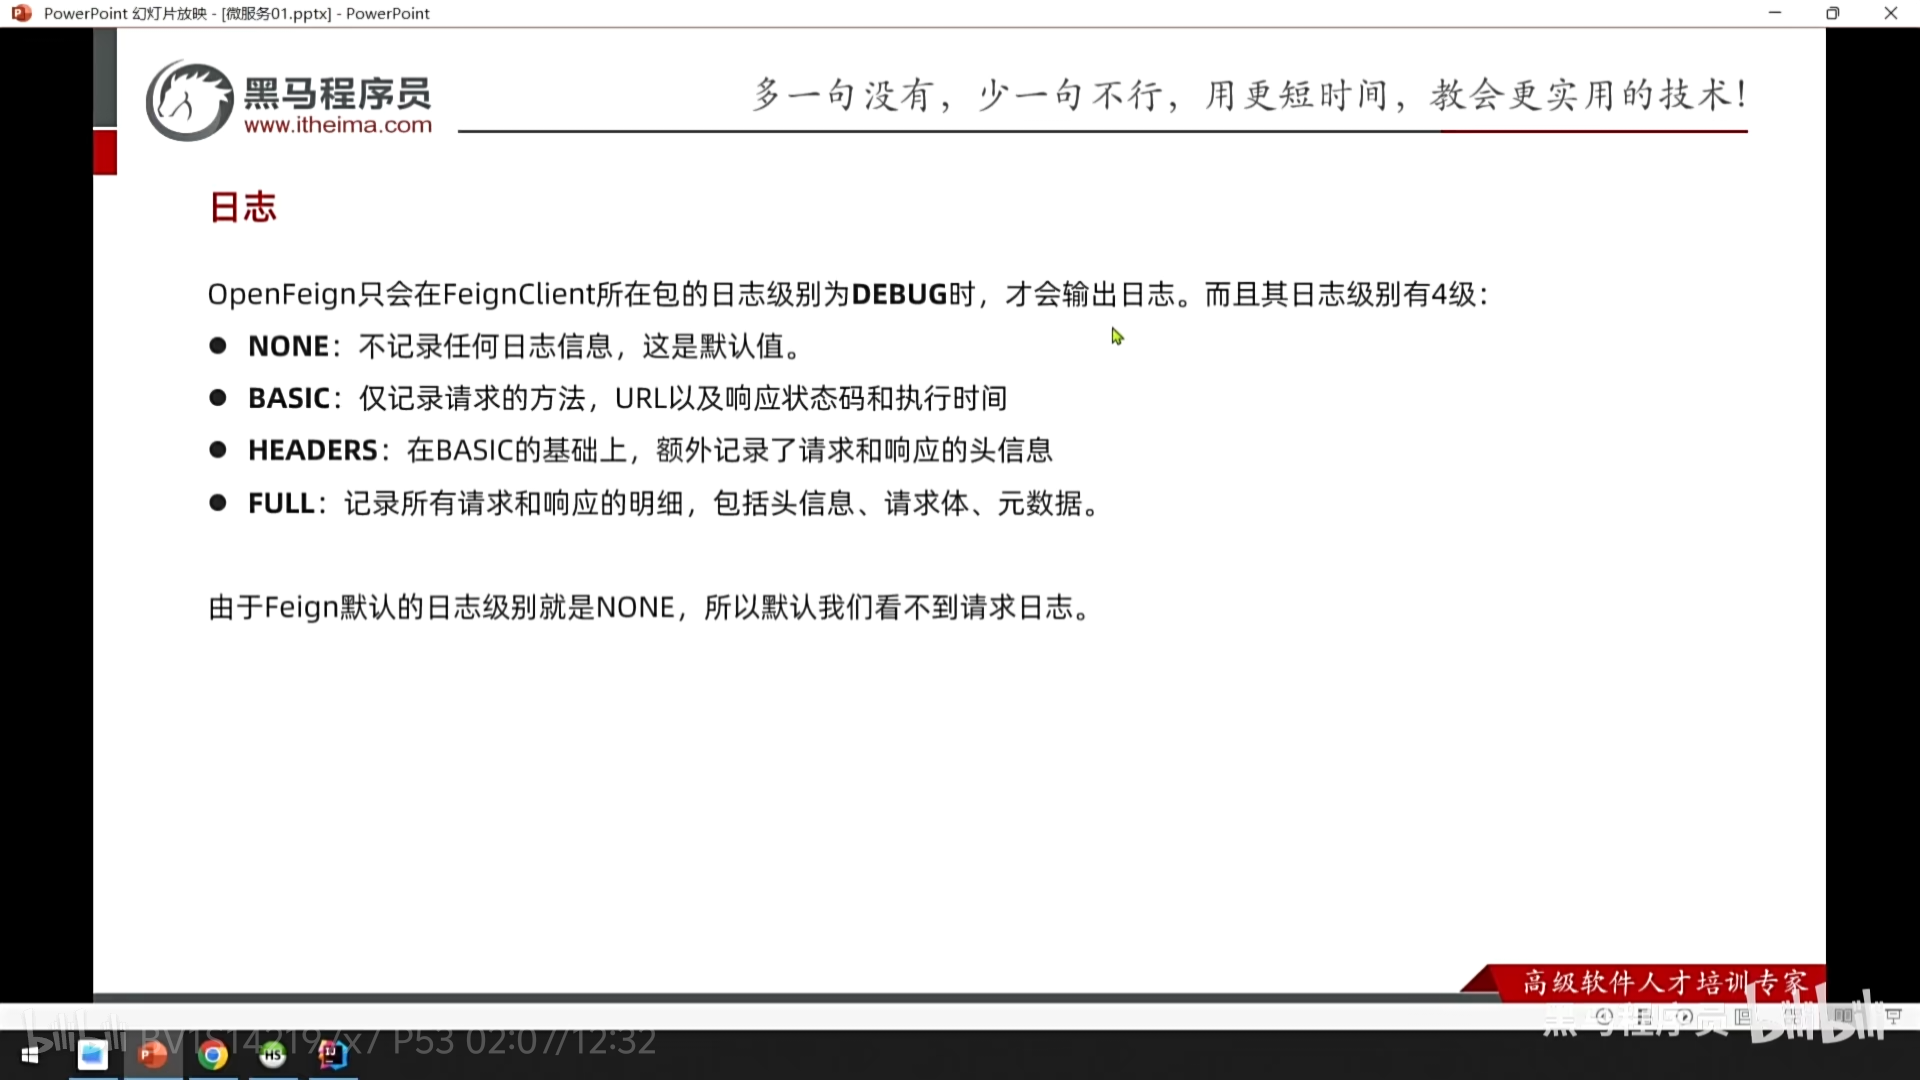 PowerPoint 幻灯片放映 - [微服务01.pptx] - PowerPoint
黑马程序员
www.itheima.com
多一句没有，少一句不行，用更短时间，教会更实用的技术！
日志
OpenFeign只会在FeignClient所在包的日志级别为DEBUG时，才会输出日志。而且其日志级别有4级：
● NONE：不记录任何日志信息，这是默认值。
● BASIC：仅记录请求的方法，URL以及响应状态码和执行时间
● HEADERS：在BASIC的基础上，额外记录了请求和响应的头信息
● FULL：记录所有请求和响应的明细，包括头信息、请求体、元数据。
由于Feign默认的日志级别就是NONE，所以默认我们看不到请求日志。
高级软件人才培训专家
黑马程序员
bilibili
bilibili
P53 02:07/12:32